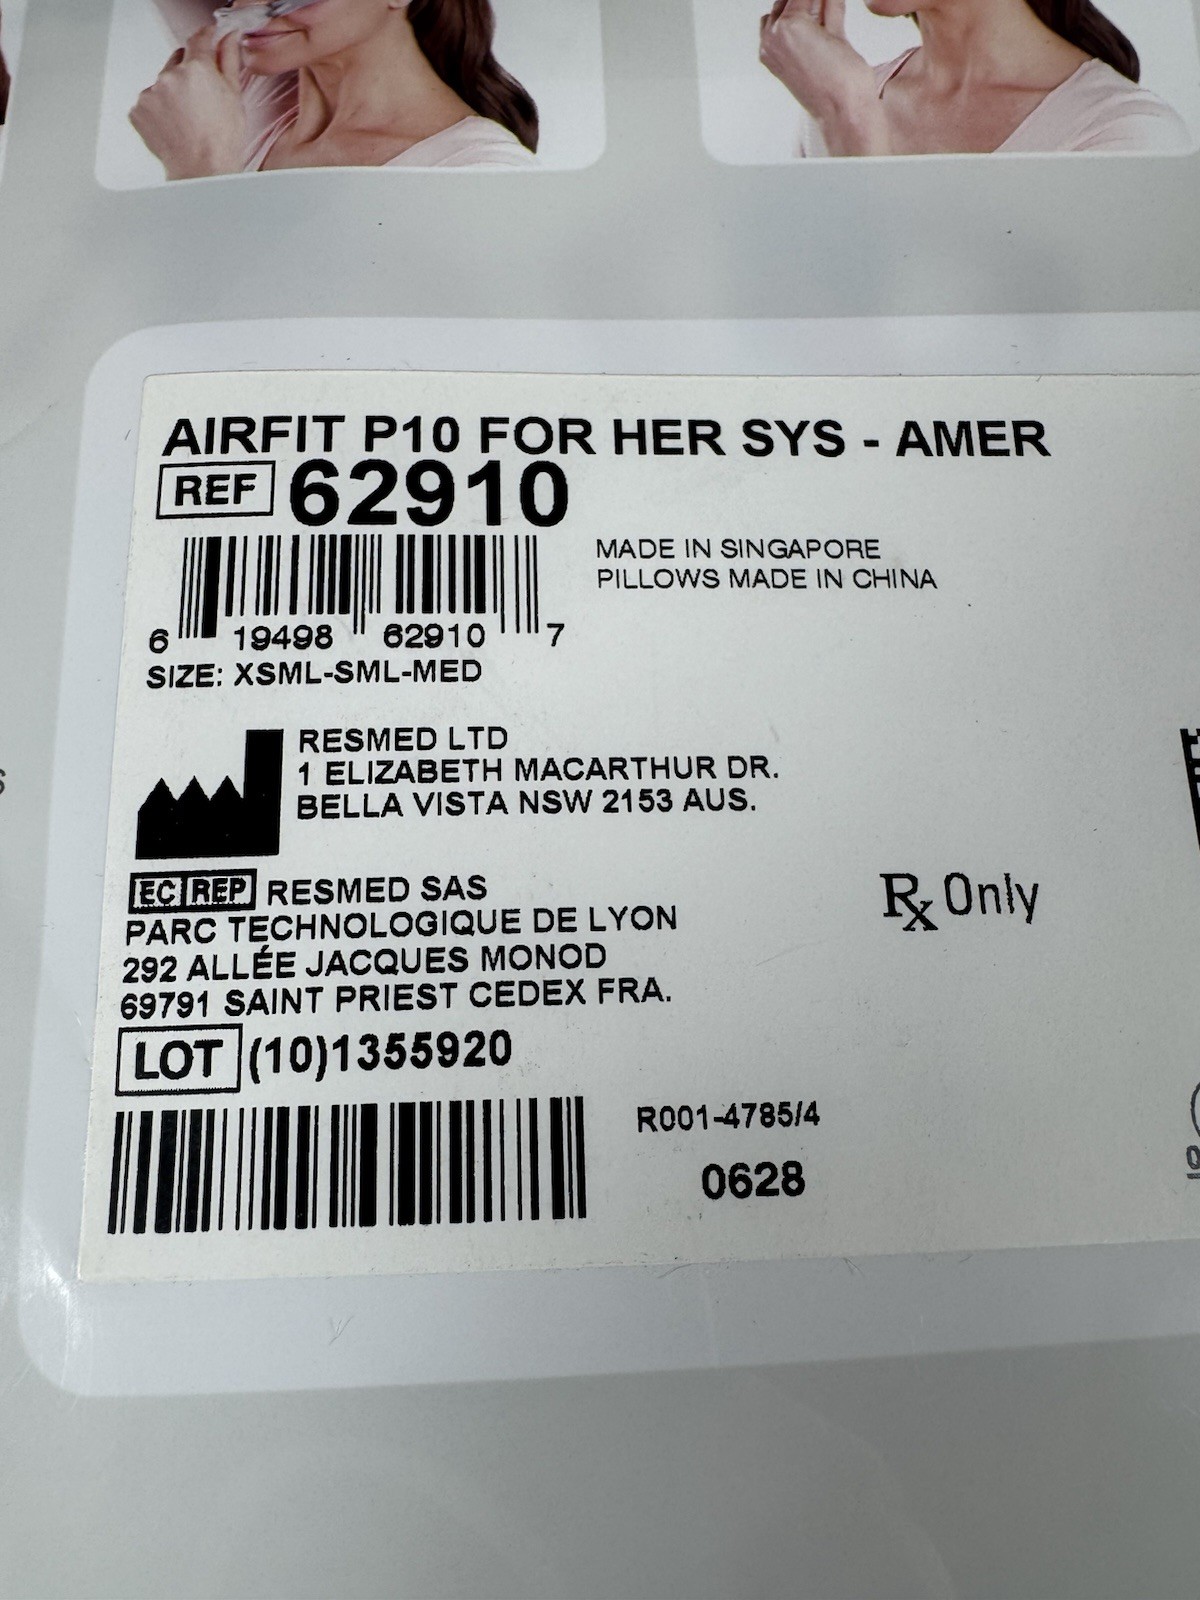 AIRFIT P10 FOR HER SYS - AMER
REF 62910
MADE IN SINGAPORE
PILLOWS MADE IN CHINA
6 19498 62910 7
SIZE: XSML-SML-MED
RESMED LTD
1 ELIZABETH MACARTHUR DR.
BELLA VISTA NSW 2153 AUS.
EC REP RESMED SAS
PARC TECHNOLOGIQUE DE LYON
292 ALLÉE JACQUES MONOD
69791 SAINT PRIEST CEDEX FRA.
Rx Only
LOT (10)1355920
R001-4785/4
0628